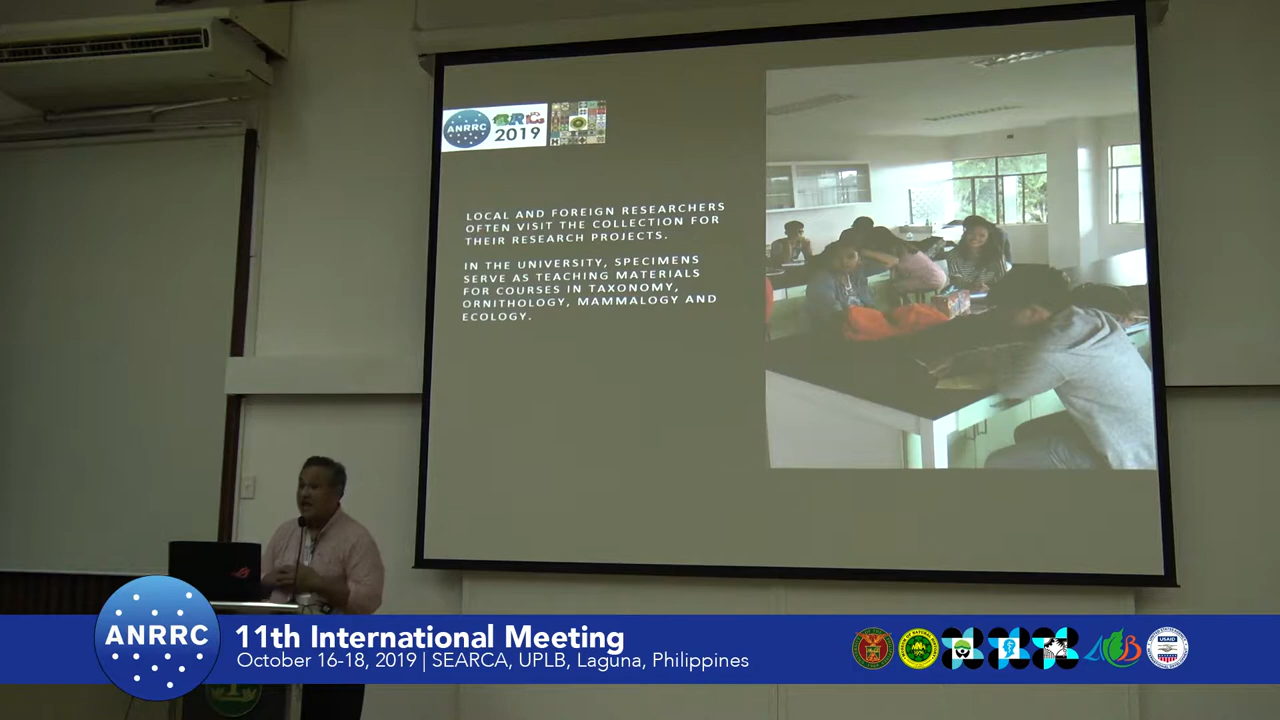 ANRRC
2019
LOCAL AND FOREIGN RESEARCHERS
OFTEN VISIT THE COLLECTION FOR
THEIR RESEARCH PROJECTS.
IN THE UNIVERSITY, SPECIMENS
SERVE AS TEACHING MATERIALS
FOR COURSES IN TAXONOMY,
ORNITHOLOGY, MAMMALOGY AND
ECOLOGY.
ANRRC
11th International Meeting
October 16-18, 2019 | SEARCA, UPLB, Laguna, Philippines
USAID